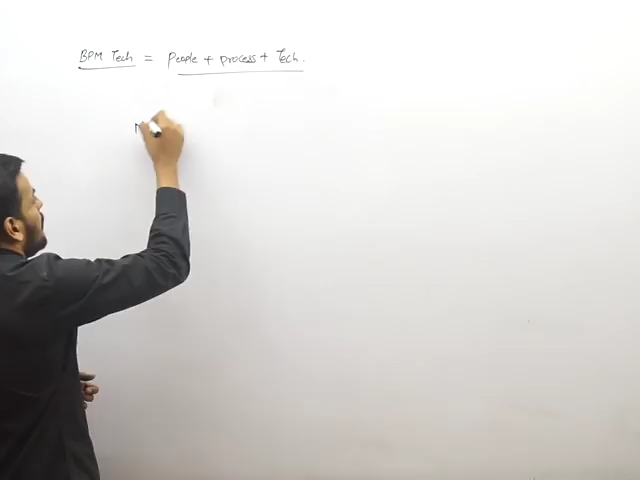 BPM Tech = People + process + Tech.